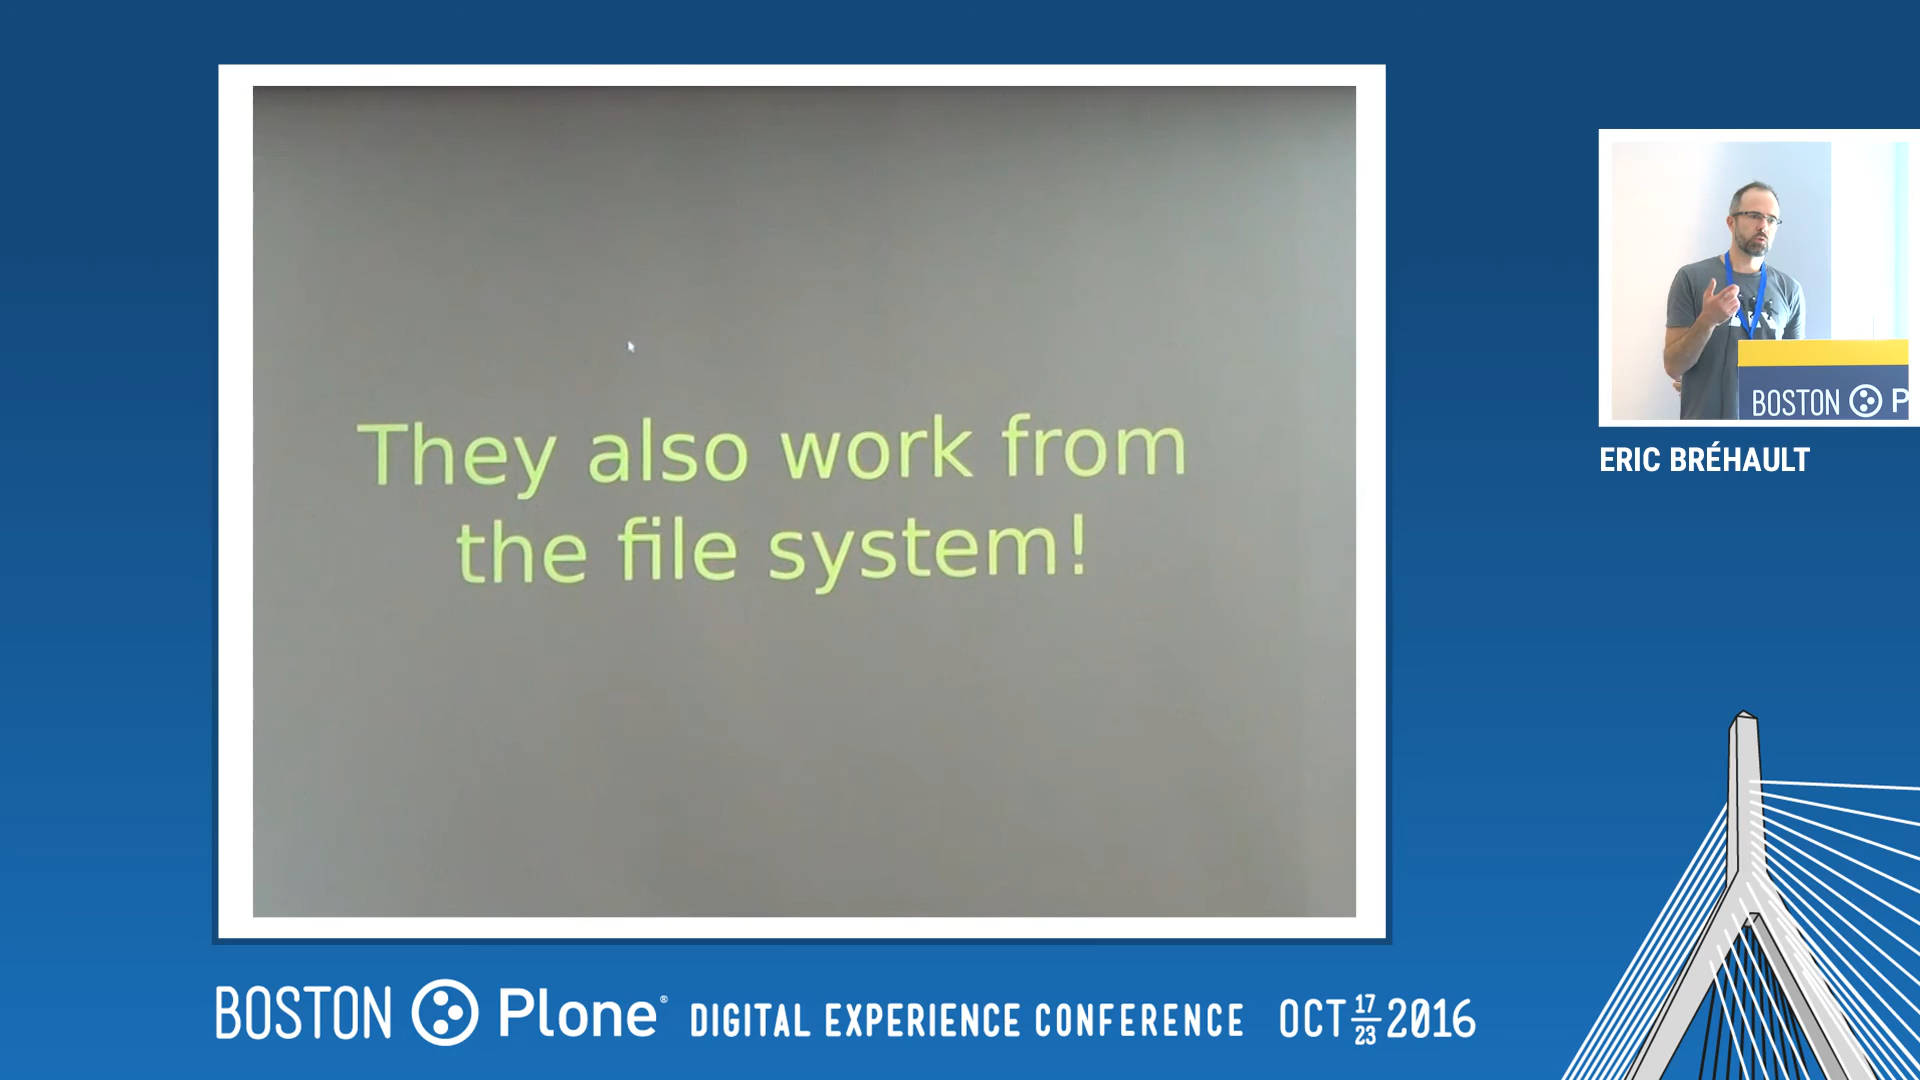 They also work from
the file system!
BOSTON P
ERIC BRÉHAULT
BOSTON Plone® DIGITAL EXPERIENCE CONFERENCE OCT 17 23 2016